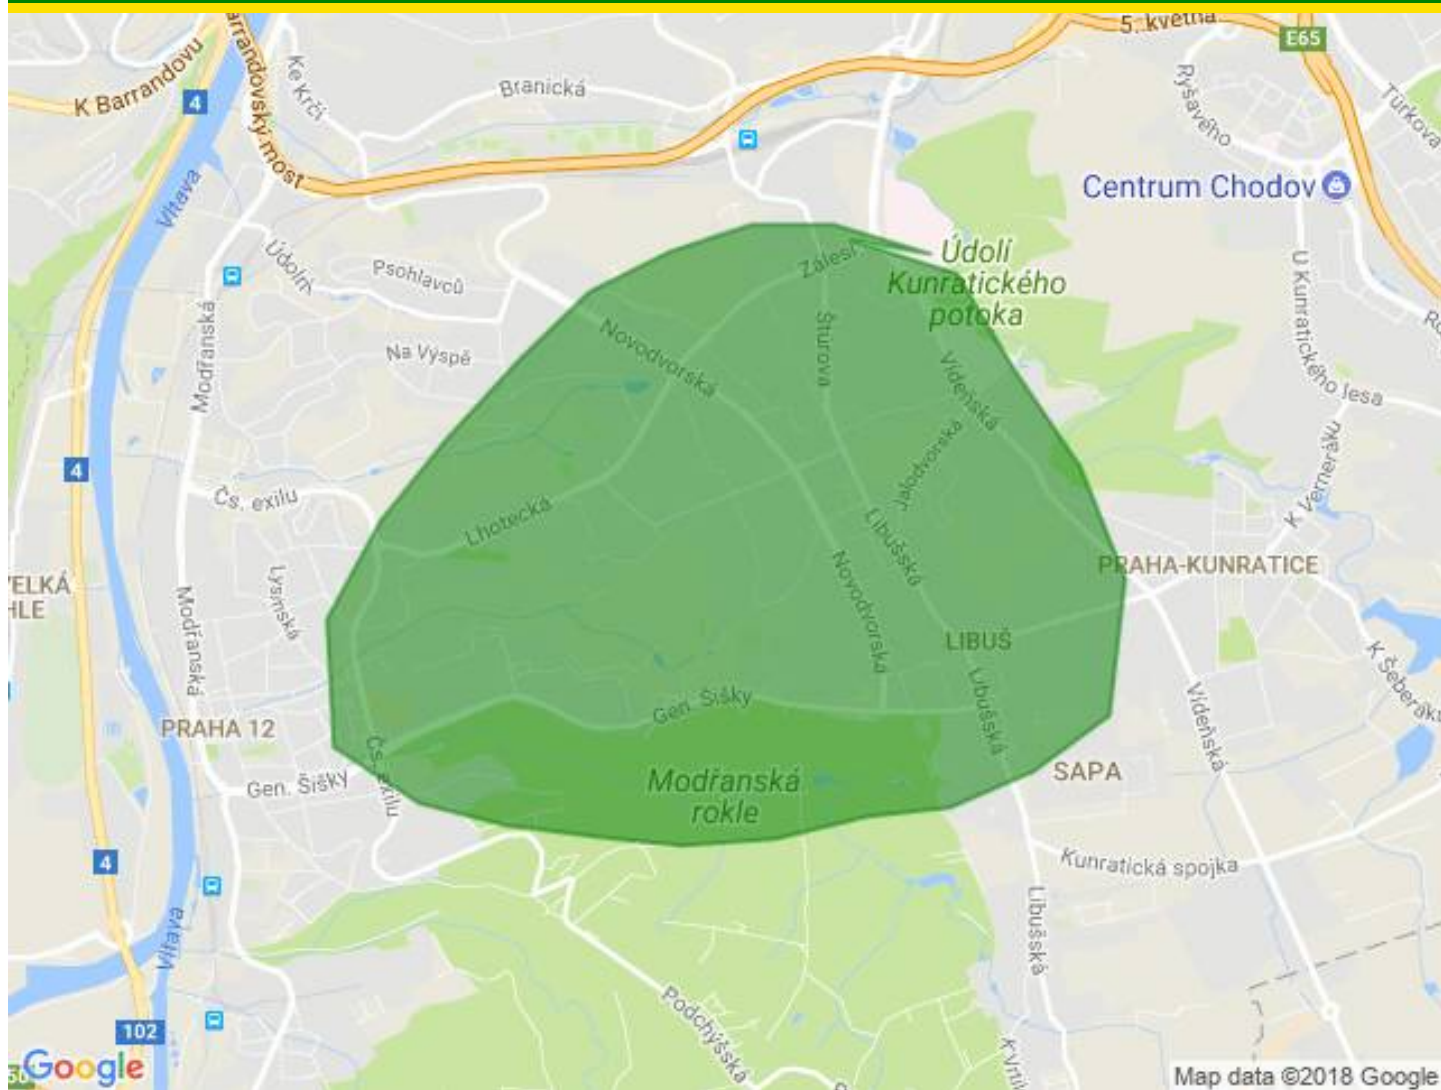 5. května
E65
K Barrandovu
4
Barrandovský most
Ke Krči
Branická
Ryšavého
Türkova
Centrum Chodov
Vltava
Údolní
Psohlavců
Zálesí
Údolí
Kunratického
potoka
U Kunratického lesa
Modřanská
Na Výspě
Novodvorská
Štúrova
Vídeňská
Jalodvorská
K Verneráku
4
Čs. exilu
Lhotecká
Libušská
Novodvorská
PRAHA-KUNRATICE
VELKÁ
HLE
Lysinská
Modřanská
LIBUŠ
K Šeberáku
PRAHA 12
Gen. Šišky
Libušská
Vídeňská
Čs. exilu
Gen. Šišky
Modřanská
rokle
SAPA
4
Kunratická spojka
Vltava
Libušská
Podchýšská
102
Google
Map data ©2018 Google